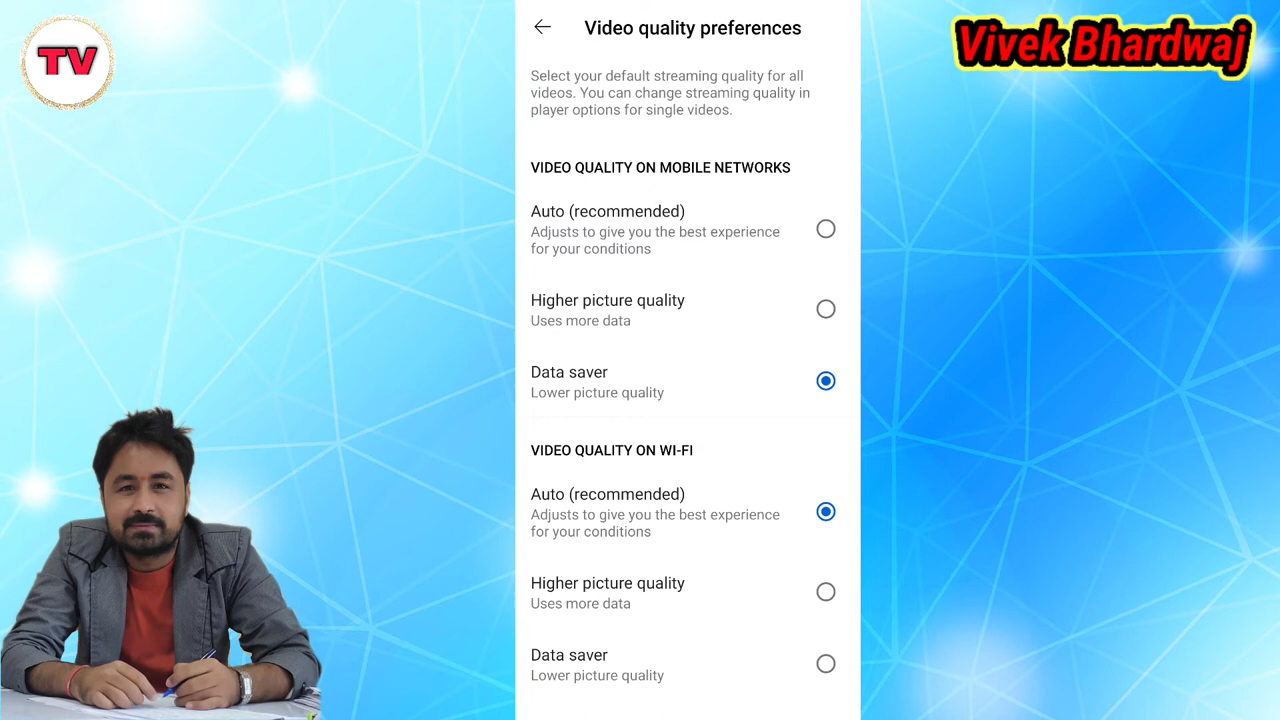 TV
Vivek Bhardwaj
Video quality preferences
Select your default streaming quality for all
videos. You can change streaming quality in
player options for single videos.
VIDEO QUALITY ON MOBILE NETWORKS
Auto (recommended)
Adjusts to give you the best experience
for your conditions
Higher picture quality
Uses more data
Data saver
Lower picture quality
VIDEO QUALITY ON WI-FI
Auto (recommended)
Adjusts to give you the best experience
for your conditions
Higher picture quality
Uses more data
Data saver
Lower picture quality